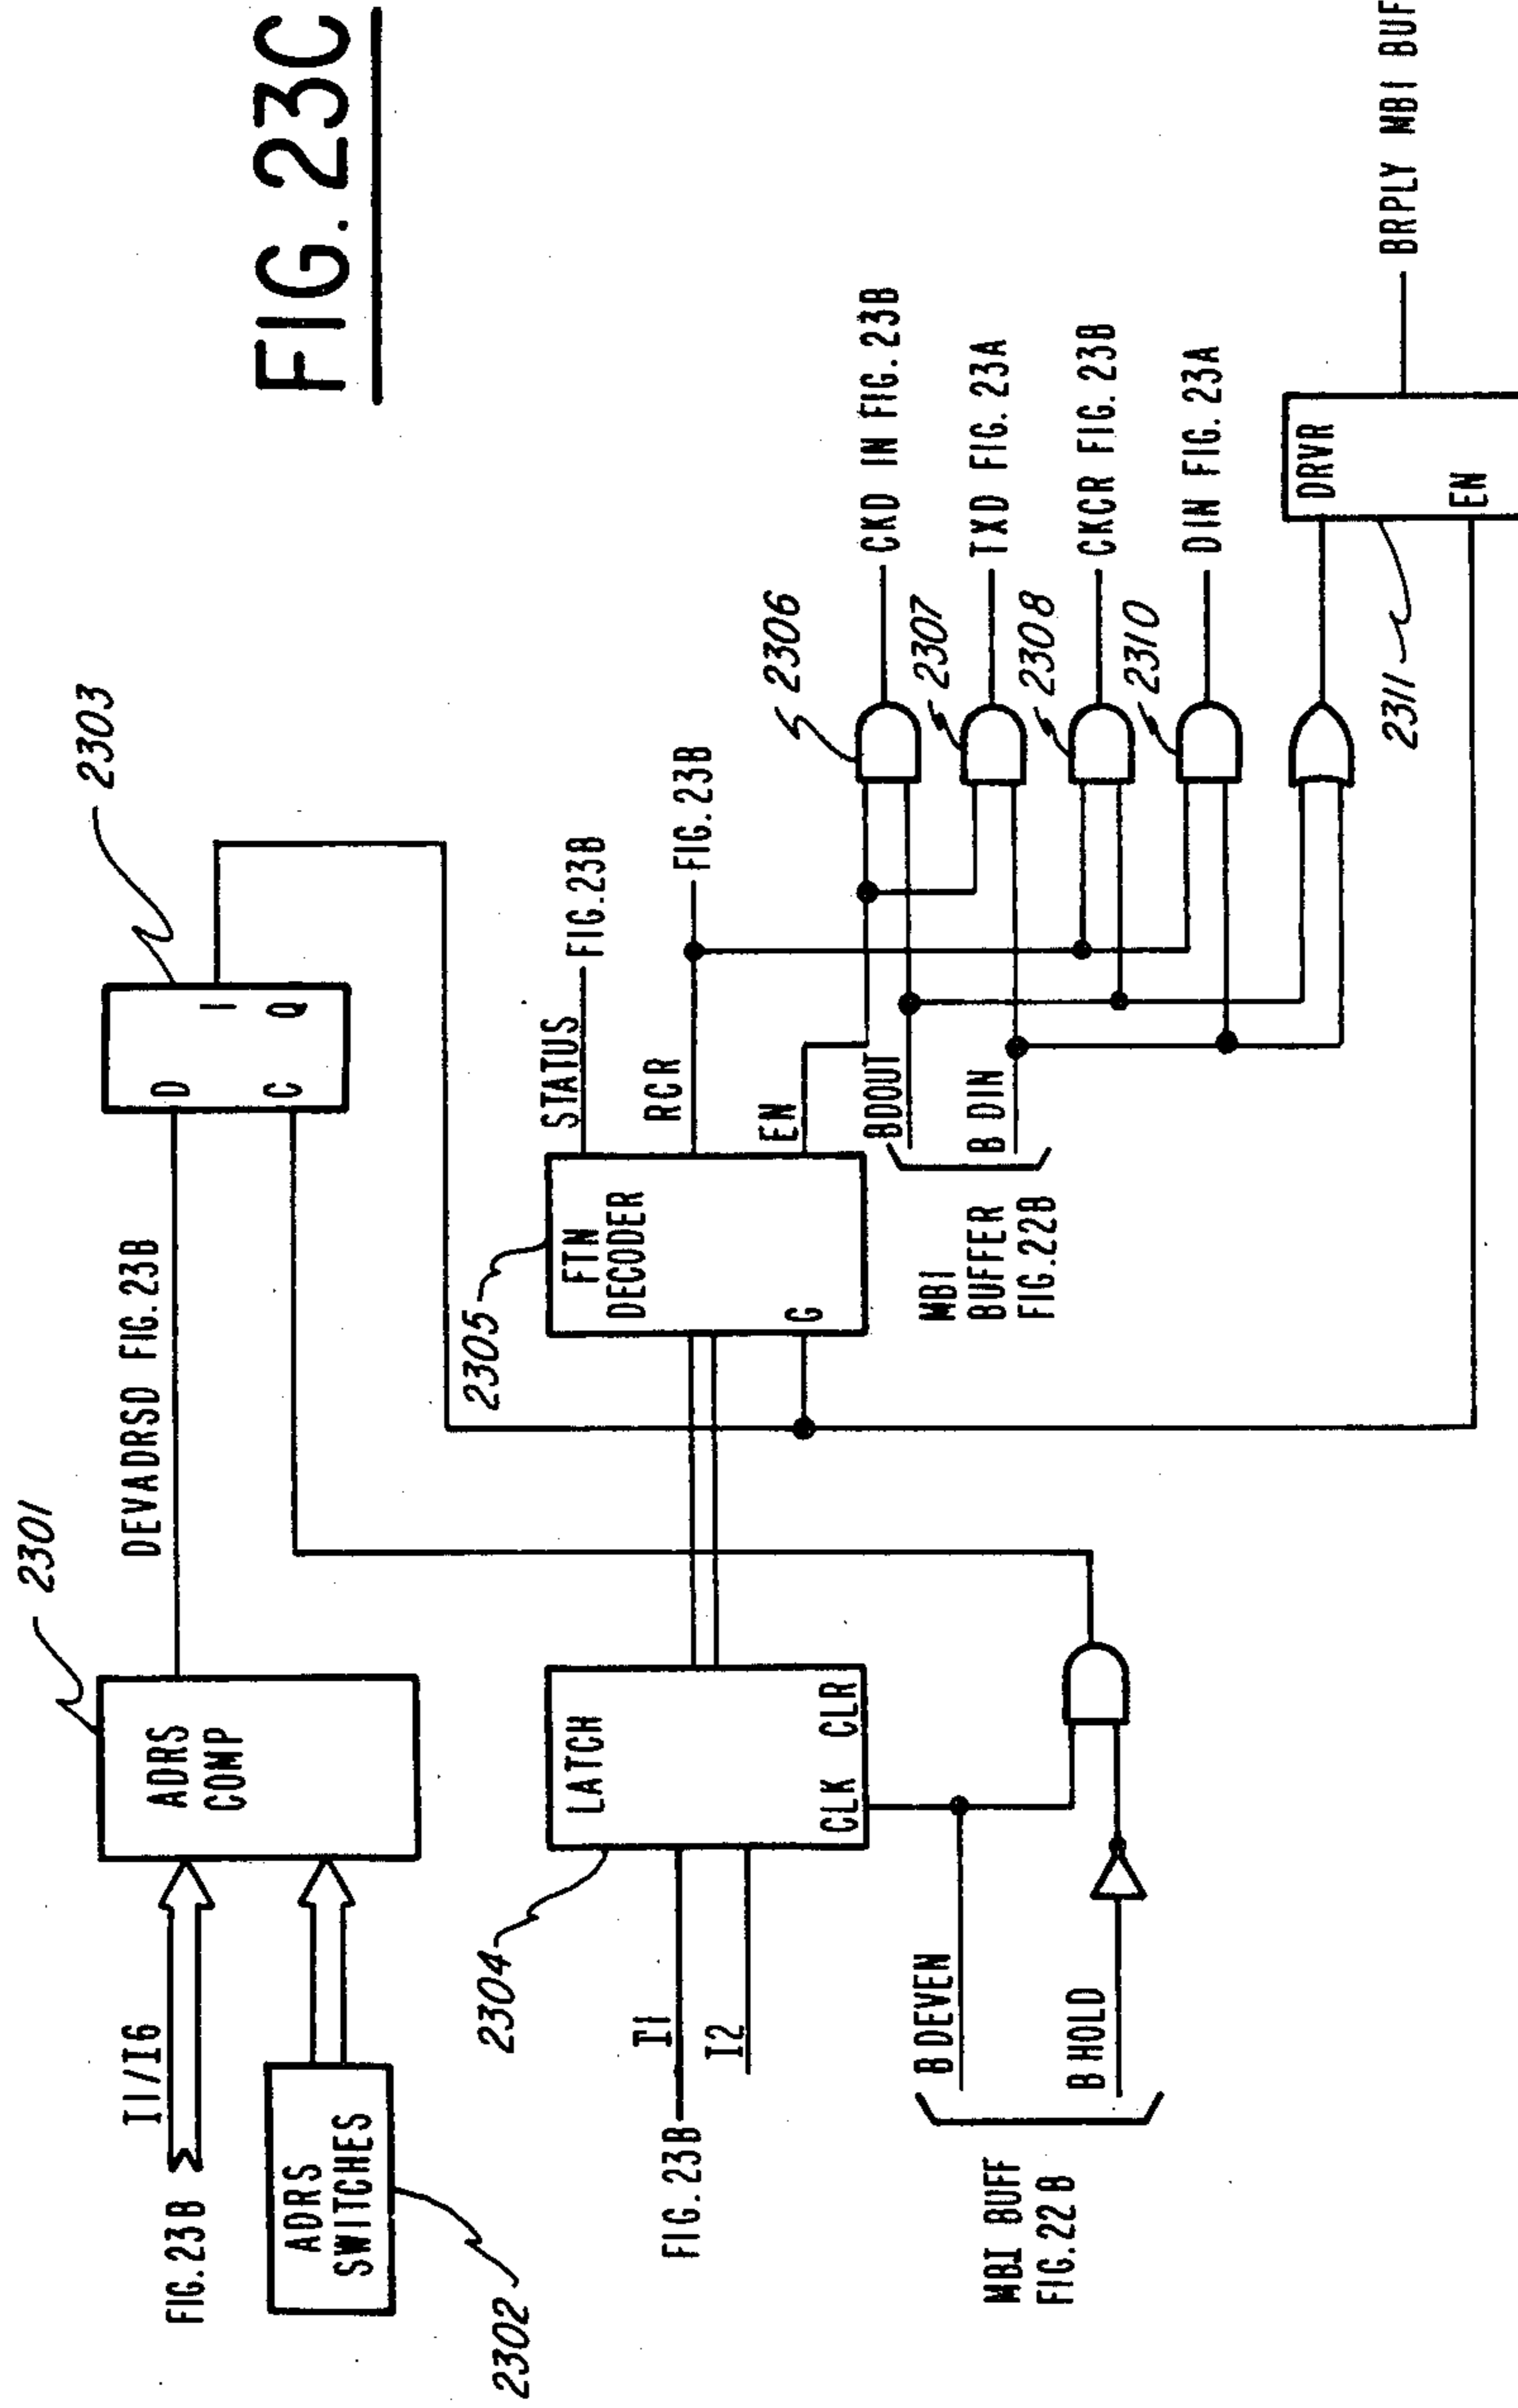 FIG. 23C
2301
DEVADRSD FIG. 23B
2303
I1/I6
FIG. 23B
ADRS
COMP
D
C
1
Q
ADRS
SWITCHES
2302
2304
LATCH
CLK CLR
I1
I2
FIG. 23B
2305
FTN
DECODER
G
STATUS
FIG. 23B
RCR
FIG. 23B
EN
BDOUT
B DIN
MBI
BUFFER
FIG. 22B
2306
CKD IN FIG. 23B
2307
TXD FIG. 23A
2308
CKCR FIG. 23B
2310
DIN FIG. 23A
B DEVEN
B HOLD
MBI BUFF
FIG. 22B
2311
DRVR
EN
BRPLY MBI BUF